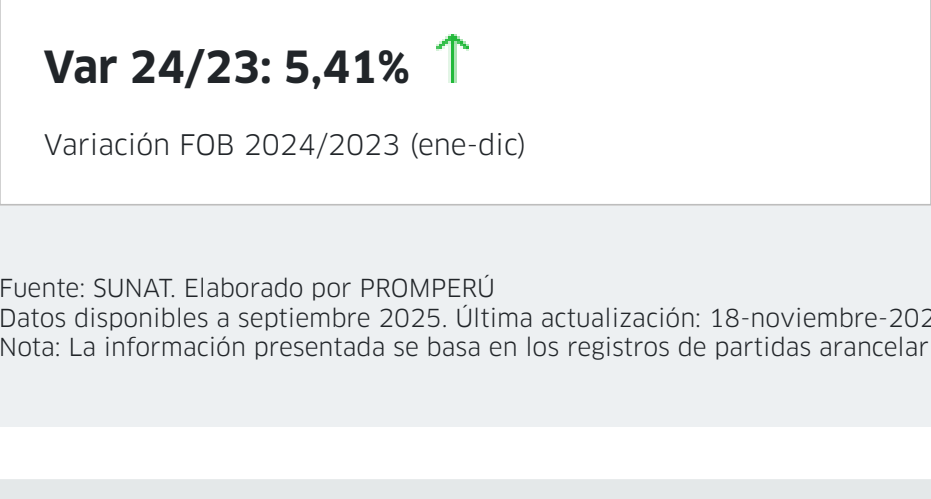 Var 24/23: 5,41%
Variación FOB 2024/2023 (ene-dic)
Fuente: SUNAT. Elaborado por PROMPERÚ
Datos disponibles a septiembre 2025. Última actualización: 18-noviembre-202
Nota: La información presentada se basa en los registros de partidas arancelar